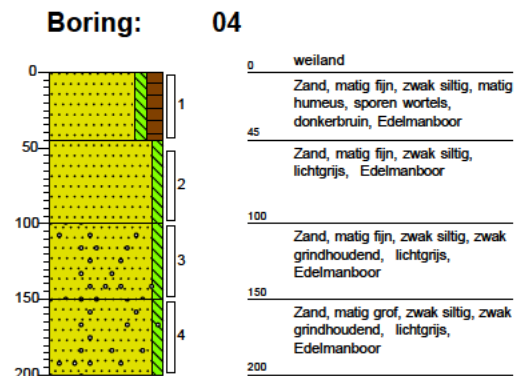 Boring: 04
0
50
100
150
200
1
2
3
4
0 weiland
Zand, matig fijn, zwak siltig, matig
humeus, sporen wortels,
donkerbruin, Edelmanboor
45
Zand, matig fijn, zwak siltig,
lichtgrijs, Edelmanboor
100
Zand, matig fijn, zwak siltig, zwak
grindhoudend, lichtgrijs,
Edelmanboor
150
Zand, matig grof, zwak siltig, zwak
grindhoudend, lichtgrijs,
Edelmanboor
200